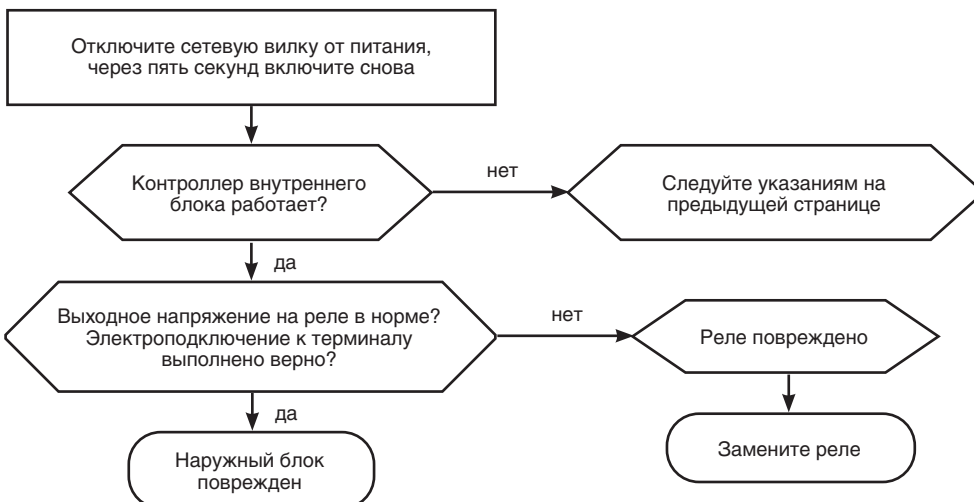 Отключите сетевую вилку от питания,
через пять секунд включите снова
Контроллер внутреннего
блока работает?
нет
Следуйте указаниям на
предыдущей странице
да
Выходное напряжение на реле в норме?
Электроподключение к терминалу
выполнено верно?
нет
Реле повреждено
да
Наружный блок
поврежден
Замените реле